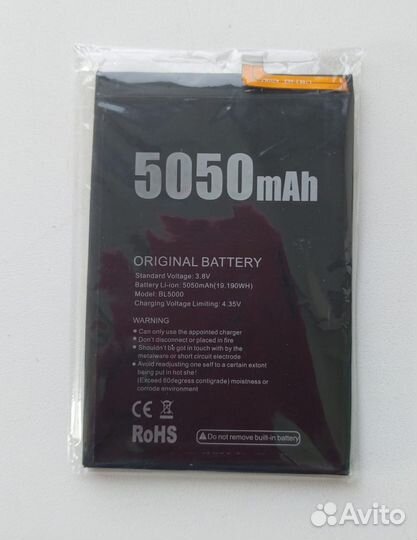 5050mAh
ORIGINAL BATTERY
Standard Voltage: 3.8V
Battery Li-ion: 5050mAh(19.190WH)
Model: BL5000
Charging Voltage Limiting: 4.35V
WARNING
Can only use the appointed charger
Don't disconnect or placed in fire
Shouldn't be got in touch with by the
metalware or short circuit electrode
Avoid readjusting one self to a certain extont
being put in hot she!
(Exceed 60degree contigrade) moistness or
corroda environment
CE
RoHS
Do not remove built-in battery
Avito